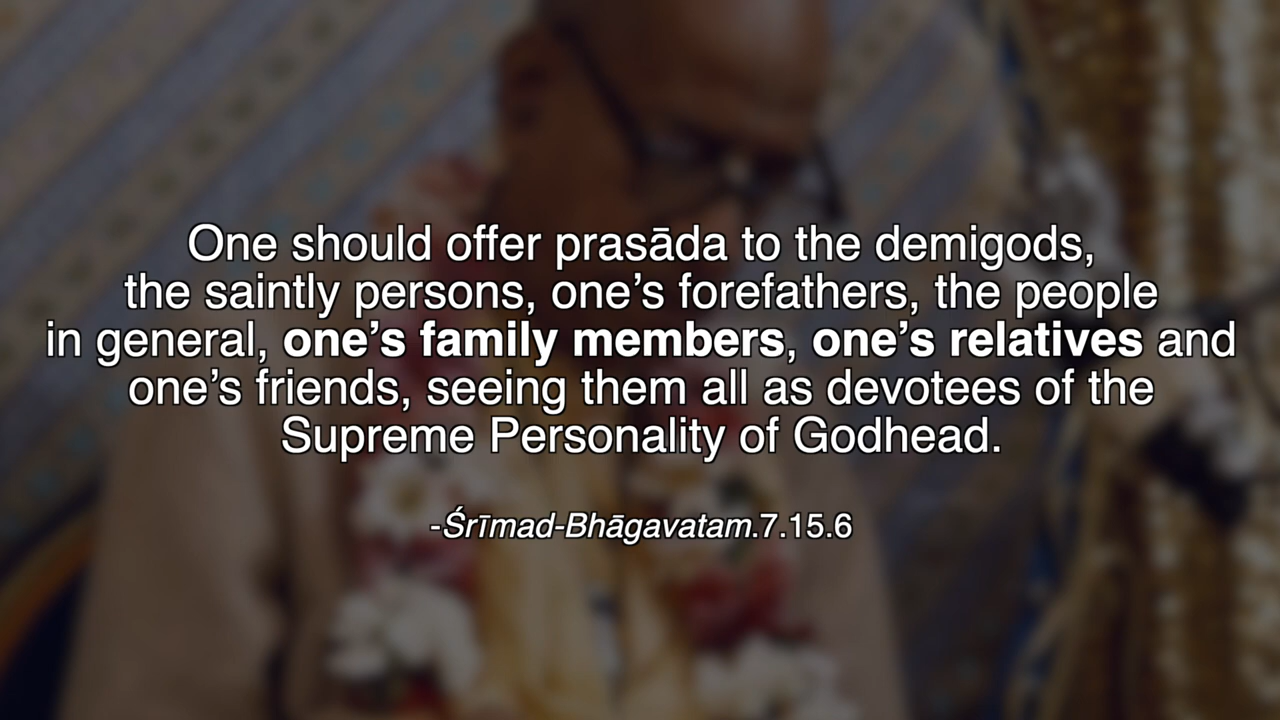 One should offer prasāda to the demigods,
the saintly persons, one’s forefathers, the people
in general, one’s family members, one’s relatives and
one’s friends, seeing them all as devotees of the
Supreme Personality of Godhead.
-Śrīmad-Bhāgavatam.7.15.6